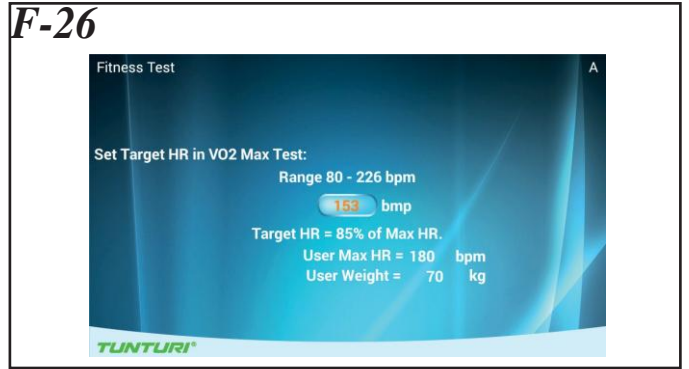 F-26
Fitness Test A
Set Target HR in VO2 Max Test:
Range 80 - 226 bpm
153 bmp
Target HR = 85% of Max HR.
User Max HR = 180 bpm
User Weight = 70 kg
TUNTURI®